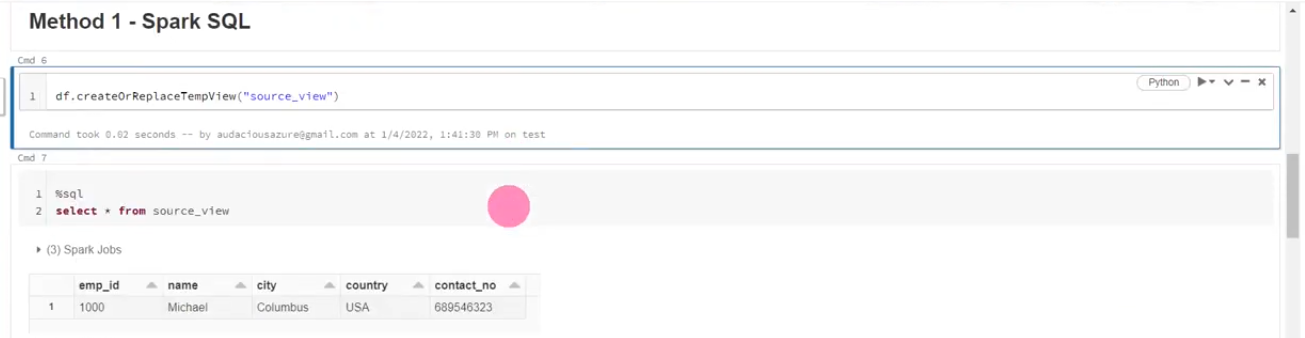 Method 1 - Spark SQL
Cmd 6
Python
1 df.createOrReplaceTempView("source_view")
Command took 0.02 seconds -- by audaciousazure@gmail.com at 1/4/2022, 1:41:30 PM on test
Cmd 7
1 %sql
2 select * from source_view
(3) Spark Jobs
emp_id name city country contact_no
1 1000 Michael Columbus USA 689546323